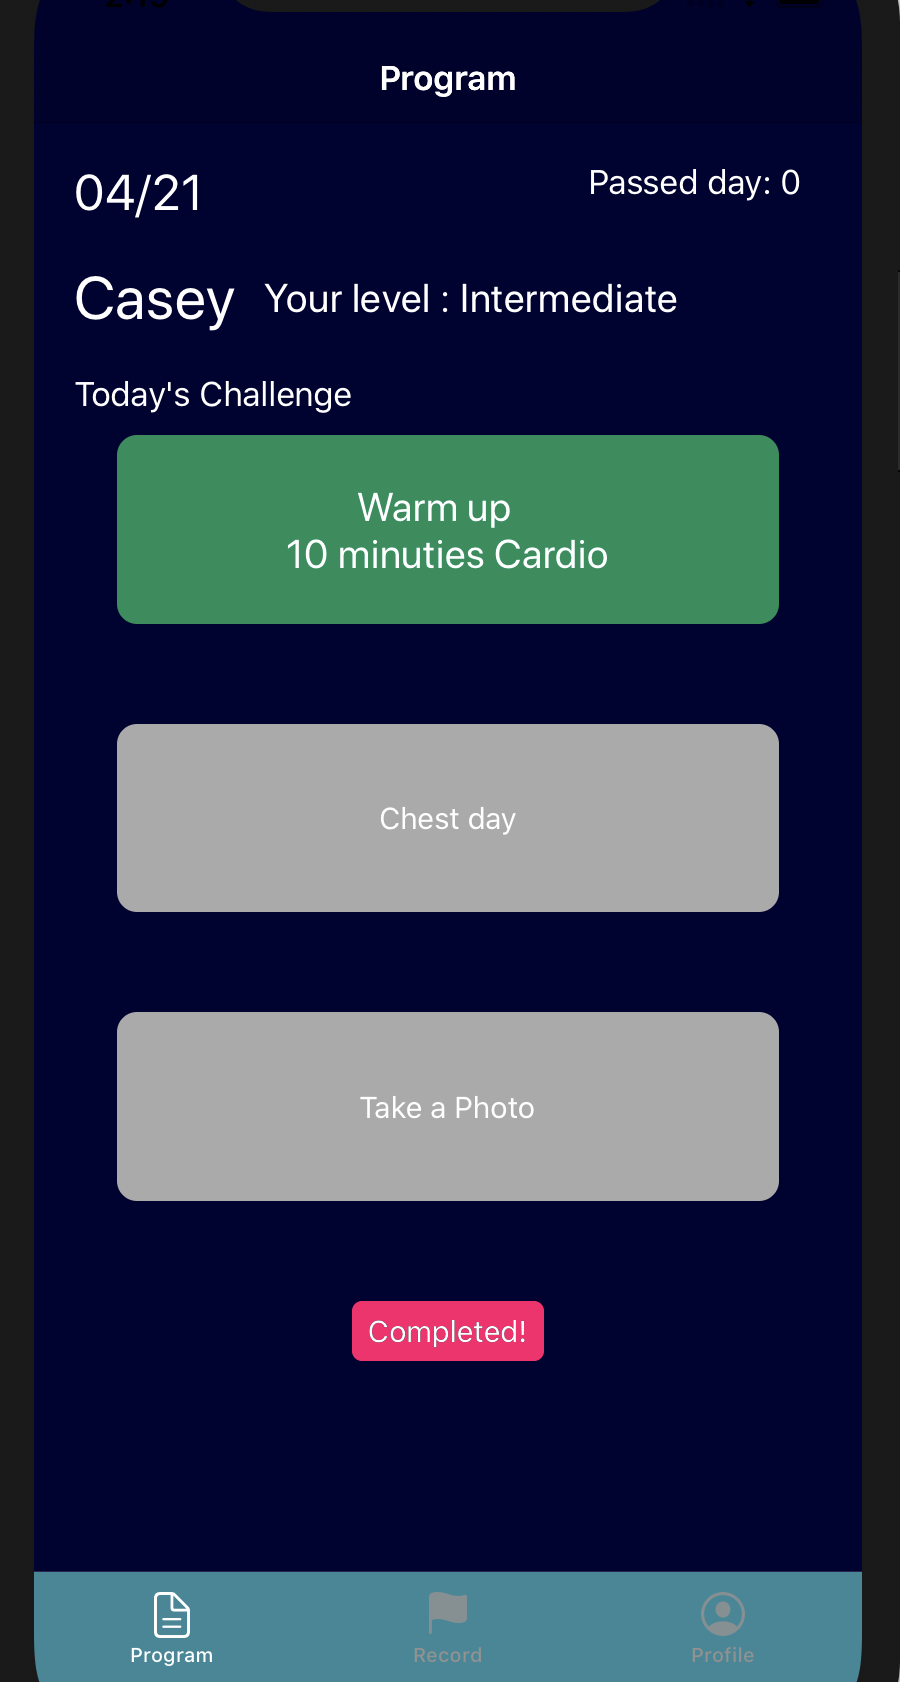 Program
04/21
Passed day: 0
Casey Your level : Intermediate
Today's Challenge
Warm up
10 minuties Cardio
Chest day
Take a Photo
Completed!
Program Record Profile